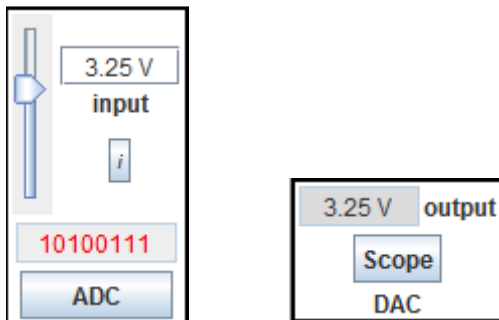 3.25 V
input
i
10100111
ADC
3.25 V output
Scope
DAC